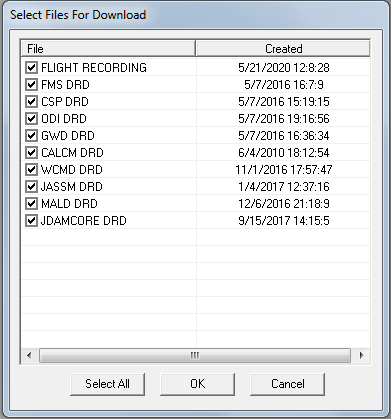 Select Files For Download
File Created
FLIGHT RECORDING 5/21/2020 12:8:28
FMS DRD 5/7/2016 16:7:9
CSP DRD 5/7/2016 15:19:15
ODI DRD 5/7/2016 19:16:56
GWD DRD 5/7/2016 16:36:34
CALCM DRD 6/4/2010 18:12:54
WCMD DRD 11/1/2016 17:57:47
JASSM DRD 1/4/2017 12:37:16
MALD DRD 12/6/2016 21:18:9
JDAMCORE DRD 9/15/2017 14:15:5
Select All OK Cancel